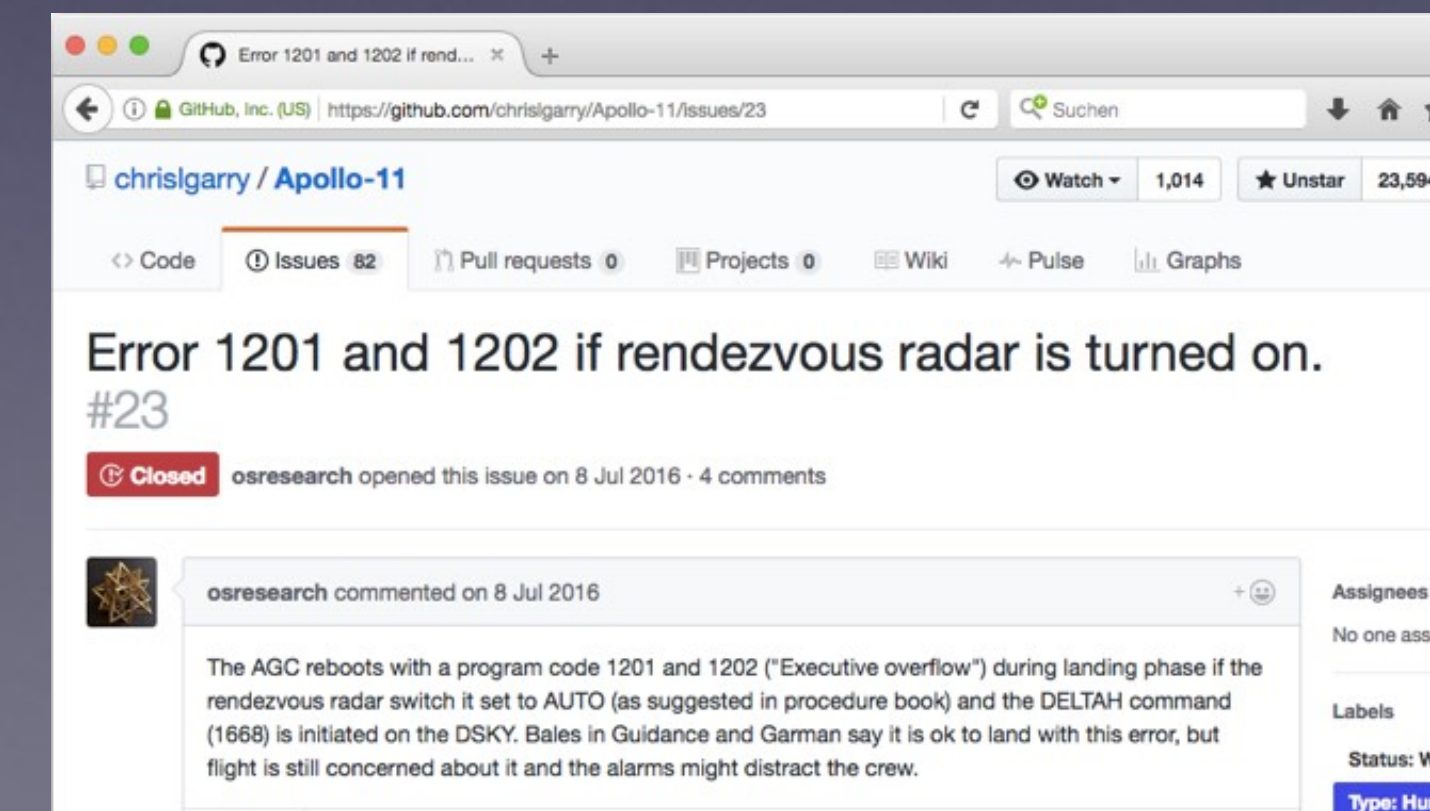 Error 1201 and 1202 if rend...
GitHub, Inc. (US) https://github.com/chrislgarry/Apollo-11/issues/23 Suchen
chrislgarry / Apollo-11 Watch 1,014 Unstar 23,594
Code Issues 82 Pull requests 0 Projects 0 Wiki Pulse Graphs
Error 1201 and 1202 if rendezvous radar is turned on.
#23
Closed osresearch opened this issue on 8 Jul 2016 · 4 comments
osresearch commented on 8 Jul 2016
Assignees
No one
The AGC reboots with a program code 1201 and 1202 ("Executive overflow") during landing phase if the
rendezvous radar switch it set to AUTO (as suggested in procedure book) and the DELTAH command
(1668) is initiated on the DSKY. Bales in Guidance and Garman say it is ok to land with this error, but
flight is still concerned about it and the alarms might distract the crew.
Labels
Status:
Type: